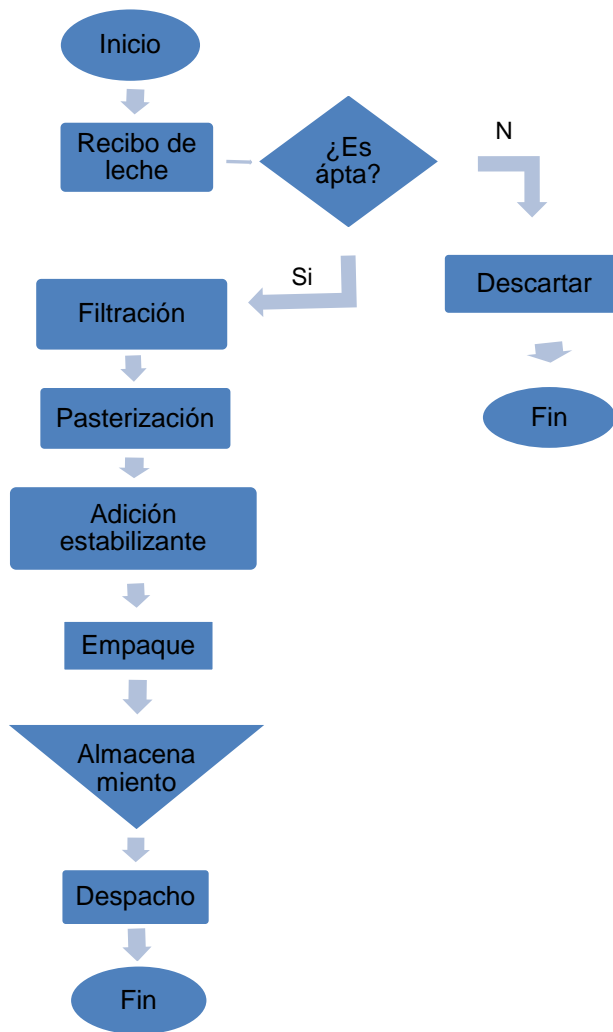 Inicio
Recibo de
leche
¿Es
ápta?
N
Si
Descartar
Filtración
Fin
Pasterización
Adición
estabilizante
Empaque
Almacena
miento
Despacho
Fin